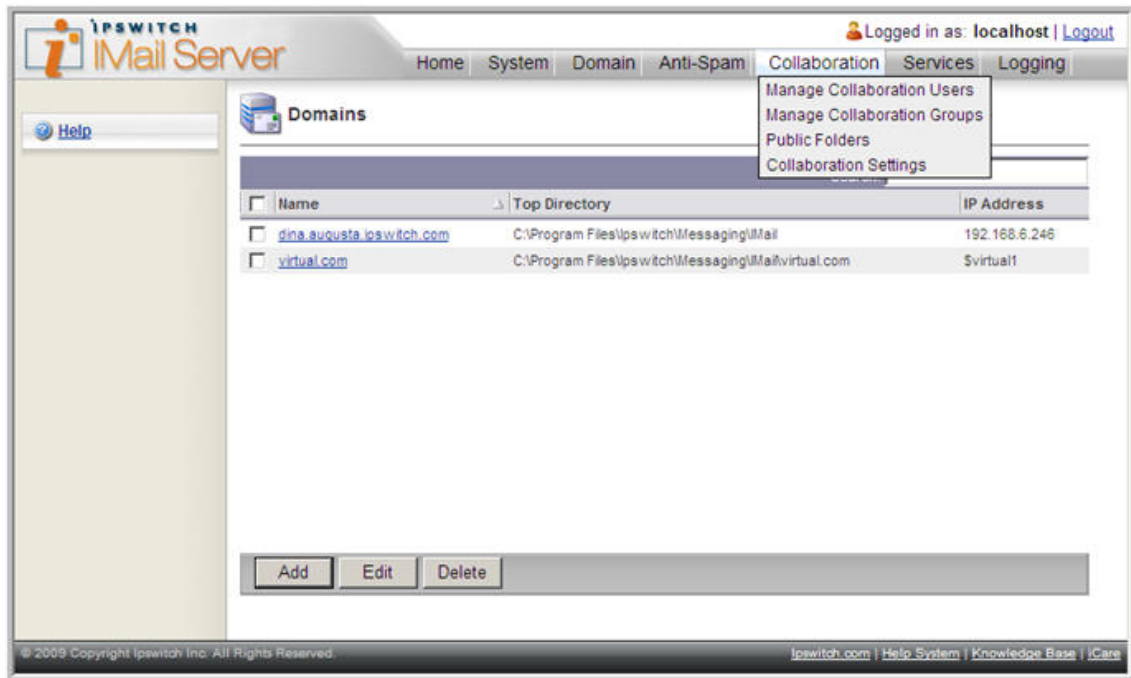 IPSWITCH
IMail Server
Logged in as: localhost | Logout
Home System Domain Anti-Spam Collaboration Services Logging
Manage Collaboration Users
Manage Collaboration Groups
Public Folders
Collaboration Settings
Help
Domains
Name Top Directory IP Address
dina.augusta.ipswitch.com C:\Program Files\Ipswitch\Messaging\IMail 192.168.6.246
virtual.com C:\Program Files\Ipswitch\Messaging\IMail\virtual.com $virtual1
Add Edit Delete
© 2009 Copyright Ipswitch Inc. All Rights Reserved.
Ipswitch.com | Help System | Knowledge Base | iCare